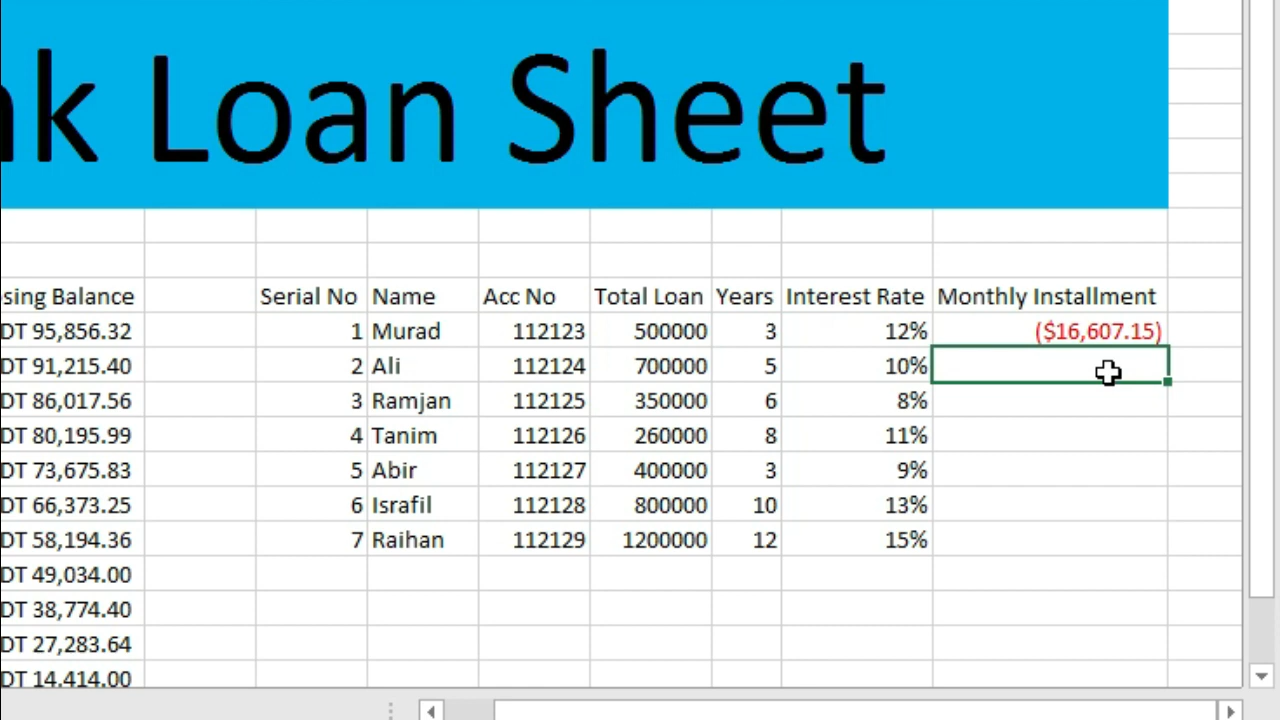 nk Loan Sheet
sing Balance Serial No Name Acc No Total Loan Years Interest Rate Monthly Installment
DT 95,856.32 1 Murad 112123 500000 3 12% ($16,607.15)
DT 91,215.40 2 Ali 112124 700000 5 10%
DT 86,017.56 3 Ramjan 112125 350000 6 8%
DT 80,195.99 4 Tanim 112126 260000 8 11%
DT 73,675.83 5 Abir 112127 400000 3 9%
DT 66,373.25 6 Israfil 112128 800000 10 13%
DT 58,194.36 7 Raihan 112129 1200000 12 15%
DT 49,034.00
DT 38,774.40
DT 27,283.64
DT 14,414.00